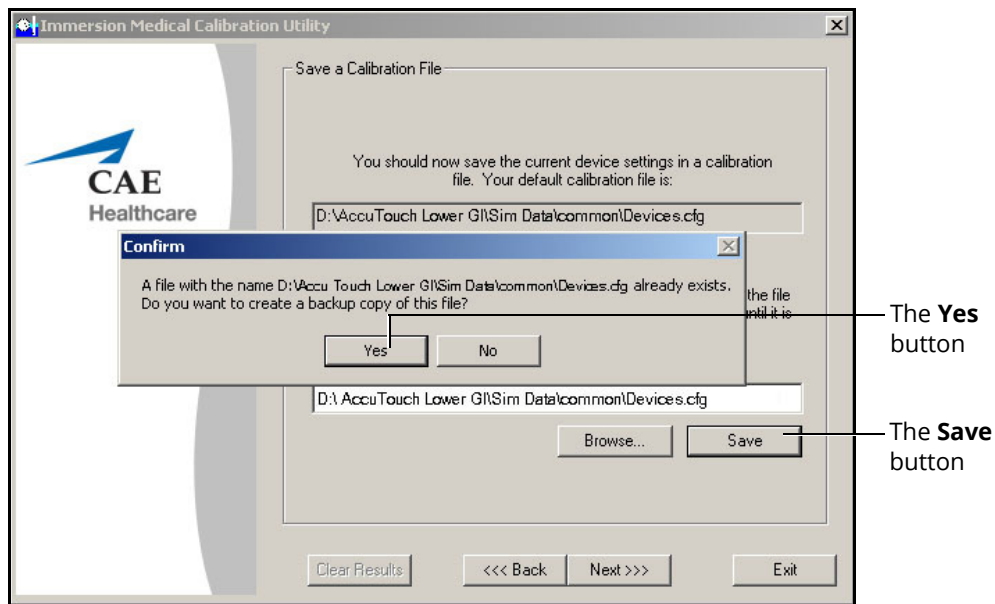 Immersion Medical Calibration Utility
Save a Calibration File
You should now save the current device settings in a calibration
file. Your default calibration file is:
CAE
Healthcare
D:\AccuTouch Lower GI\Sim Data\common\Devices.cfg
Confirm
A file with the name D:\Accu Touch Lower GI\Sim Data\common\Devices.cfg already exists.
Do you want to create a backup copy of this file?
the file
until it is
Yes
No
The Yes
button
D:\ AccuTouch Lower GI\Sim Data\common\Devices.cfg
Browse...
Save
The Save
button
Clear Results
<<< Back
Next >>>
Exit